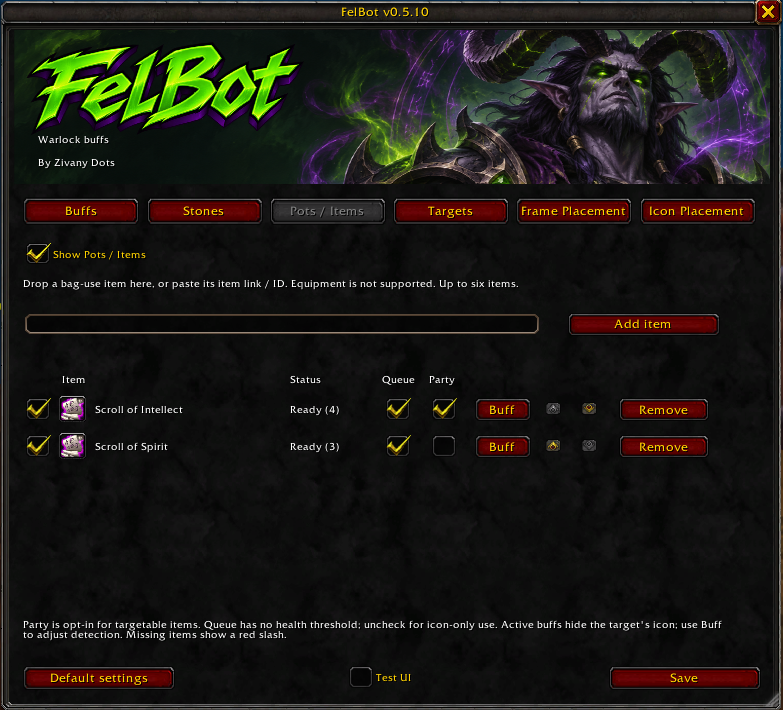 FelBot v0.5.10
FelBot
Warlock buffs
By Zivany Dots
Buffs Stones Pots / Items Targets Frame Placement Icon Placement
Show Pots / Items
Drop a bag-use item here, or paste its item link / ID. Equipment is not supported. Up to six items.
Add item
Item Status Queue Party
Scroll of Intellect Ready (4) Buff Remove
Scroll of Spirit Ready (3) Buff Remove
Party is opt-in for targetable items. Queue has no health threshold; uncheck for icon-only use. Active buffs hide the target's icon; use Buff
to adjust detection. Missing items show a red slash.
Default settings Test UI Save